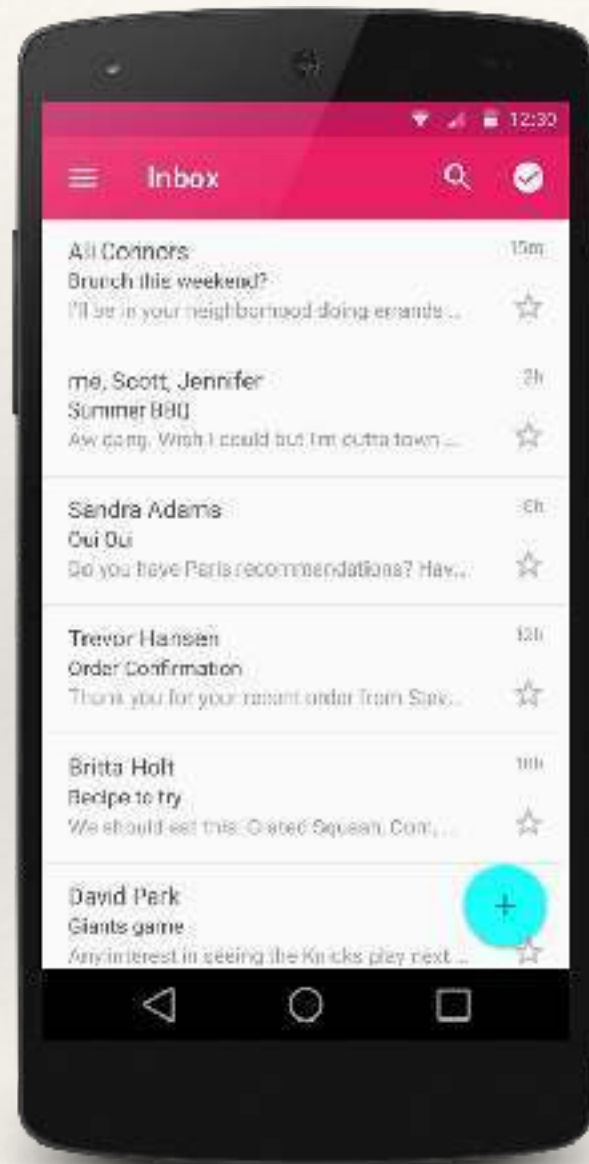 12:30
Inbox
Ali Connors
15m
Brunch this weekend?
I'll be in your neighborhood doing errands ...
me, Scott, Jennifer
2h
Summer BBQ
Aw dang. Wish I could but I'm outta town ...
Sandra Adams
6h
Oui Oui
Do you have Paris recommendations? Hav...
Trevor Hansen
12h
Order Confirmation
Thank you for your recent order from
Britta Holt
18h
Recipe to try
We should eat this: Grated Squash, Corn, ...
David Park
Giants game
Any interest in seeing the Knicks play next ...